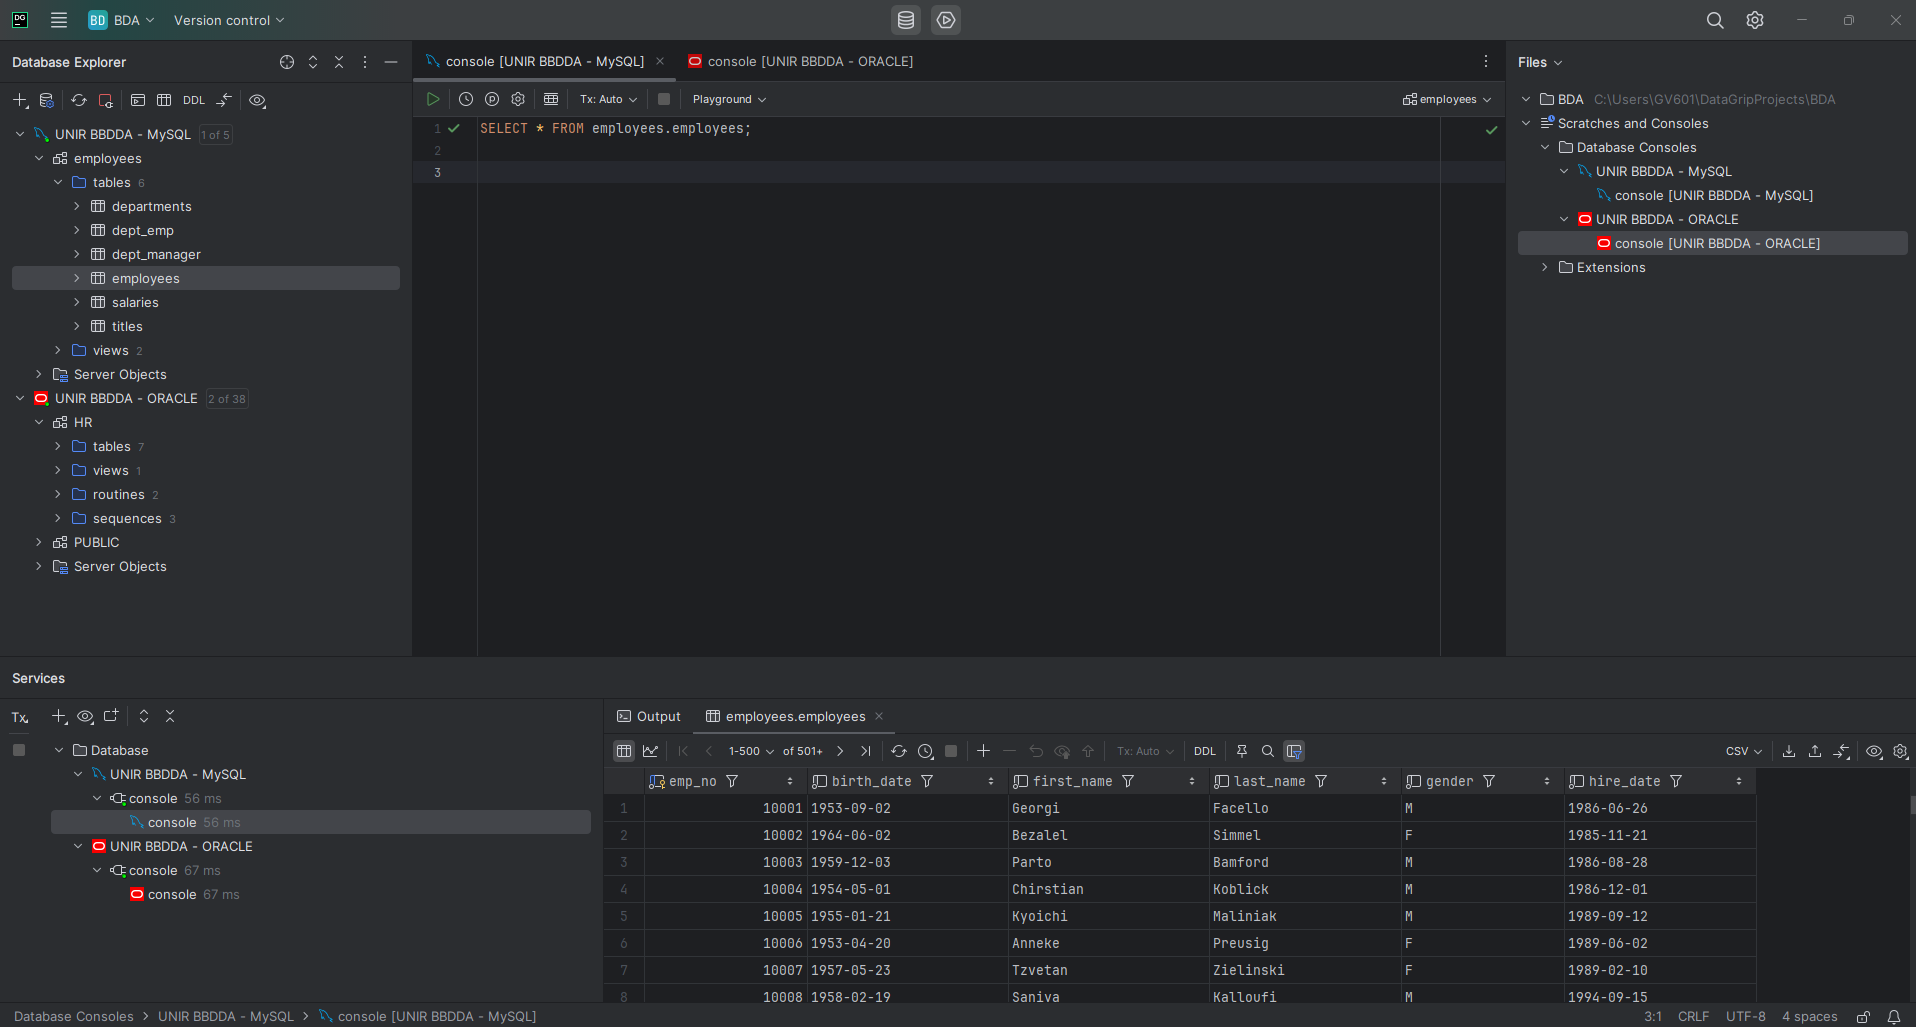 BD BDA Version control
Database Explorer
DDL
UNIR BBDDA - MySQL 1 of 5
employees
tables 6
departments
dept_emp
dept_manager
employees
salaries
titles
views 2
Server Objects
UNIR BBDDA - ORACLE 2 of 38
HR
tables 7
views 1
routines 2
sequences 3
PUBLIC
Server Objects
console [UNIR BBDDA - MySQL] console [UNIR BBDDA - ORACLE]
Tx: Auto Playground employees
1 SELECT * FROM employees.employees;
2
3
Files
BDA C:\Users\GV601\DataGripProjects\BDA
Scratches and Consoles
Database Consoles
UNIR BBDDA - MySQL
console [UNIR BBDDA - MySQL]
UNIR BBDDA - ORACLE
console [UNIR BBDDA - ORACLE]
Extensions
Services
Tx
Database
UNIR BBDDA - MySQL
console 56 ms
console 56 ms
UNIR BBDDA - ORACLE
console 67 ms
console 67 ms
Output employees.employees
1-500 of 501+ Tx: Auto DDL CSV
emp_no birth_date first_name last_name gender hire_date
1 10001 1953-09-02 Georgi Facello M 1986-06-26
2 10002 1964-06-02 Bezalel Simmel F 1985-11-21
3 10003 1959-12-03 Parto Bamford M 1986-08-28
4 10004 1954-05-01 Chirstian Koblick M 1986-12-01
5 10005 1955-01-21 Kyoichi Maliniak M 1989-09-12
6 10006 1953-04-20 Anneke Preusig F 1989-06-02
7 10007 1957-05-23 Tzvetan Zielinski F 1989-02-10
8 10008 1958-02-19 Saniya Kalloufi M 1994-09-15
Database Consoles > UNIR BBDDA - MySQL > console [UNIR BBDDA - MySQL] 3:1 CRLF UTF-8 4 spaces